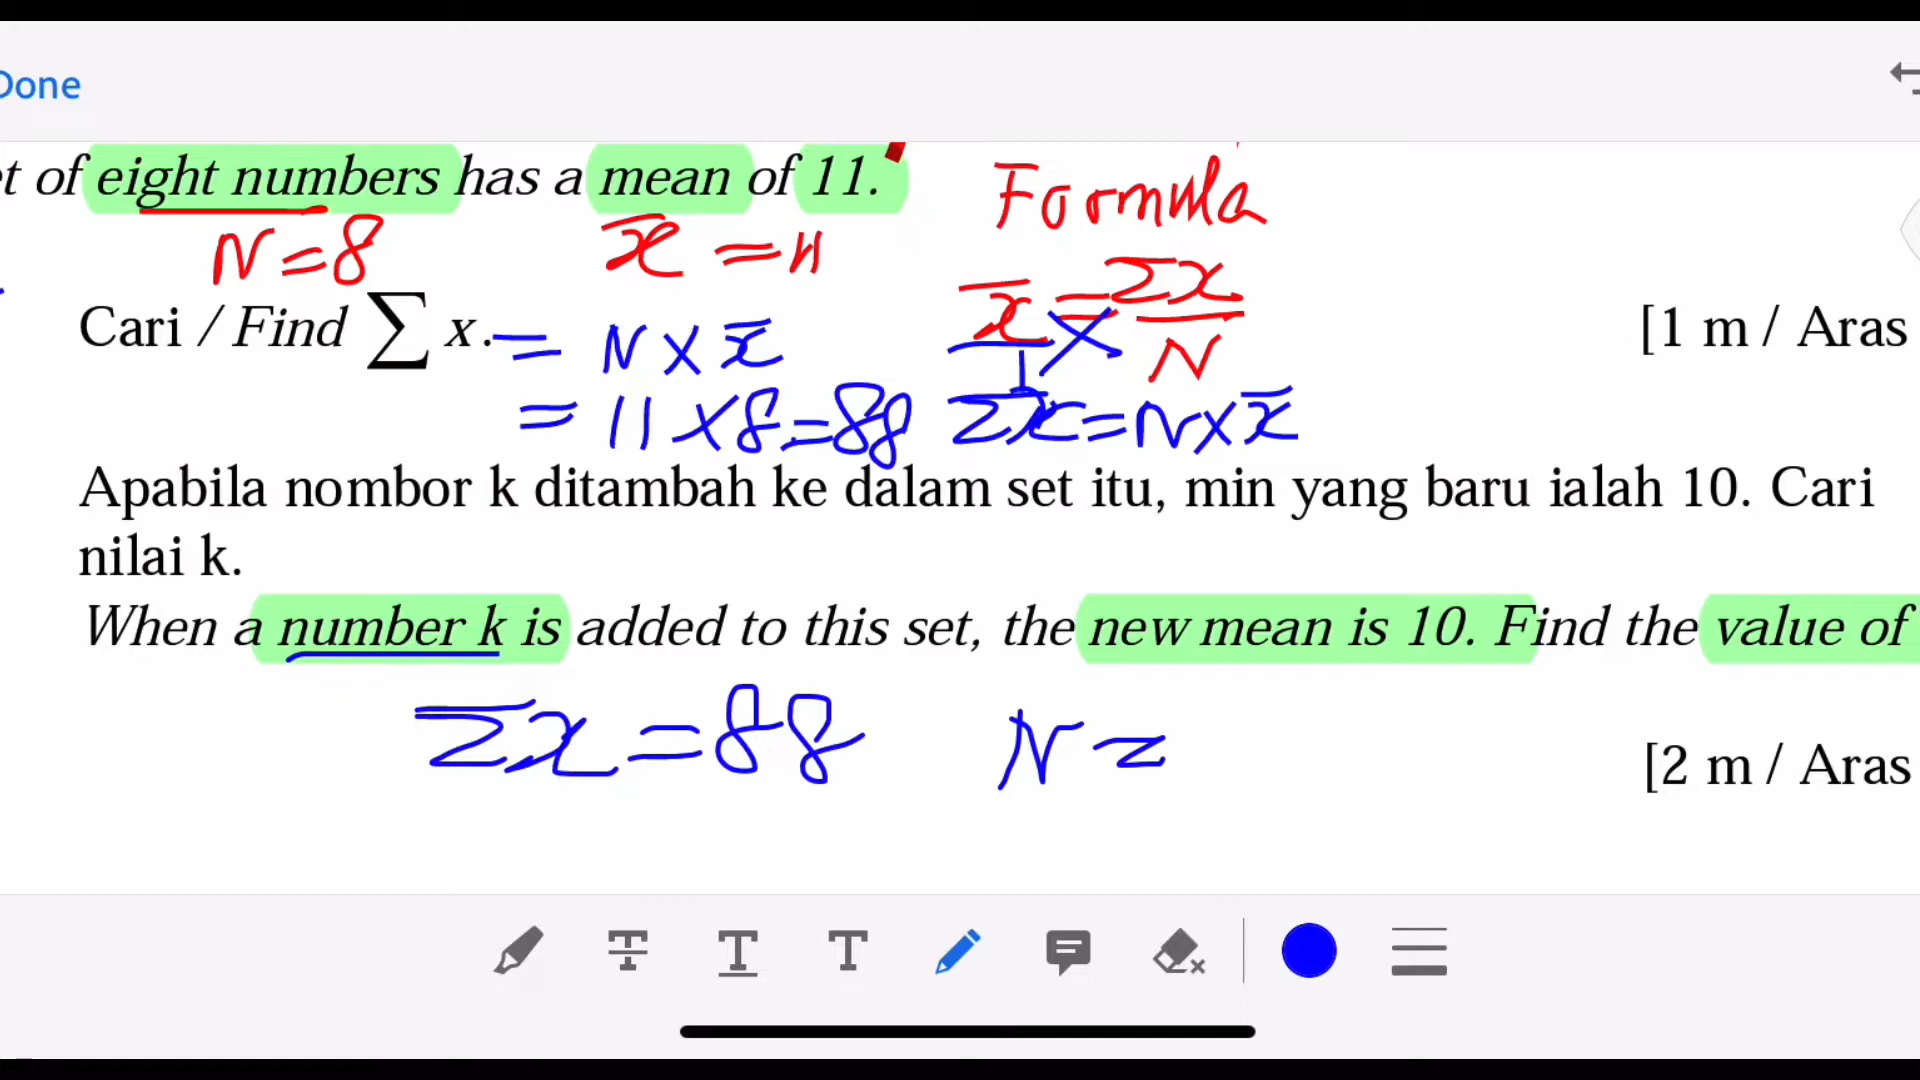 Done
et of eight numbers has a mean of 11.
Formula
N=8
x̄ = 11
x̄ = Σx/N
Cari / Find ∑ x.
= N × x̄
[1 m / Aras
= 11 × 8 = 88
Σx = N × x̄
Apabila nombor k ditambah ke dalam set itu, min yang baru ialah 10. Cari
nilai k.
When a number k is added to this set, the new mean is 10. Find the value of
Σx = 88
N =
[2 m / Aras